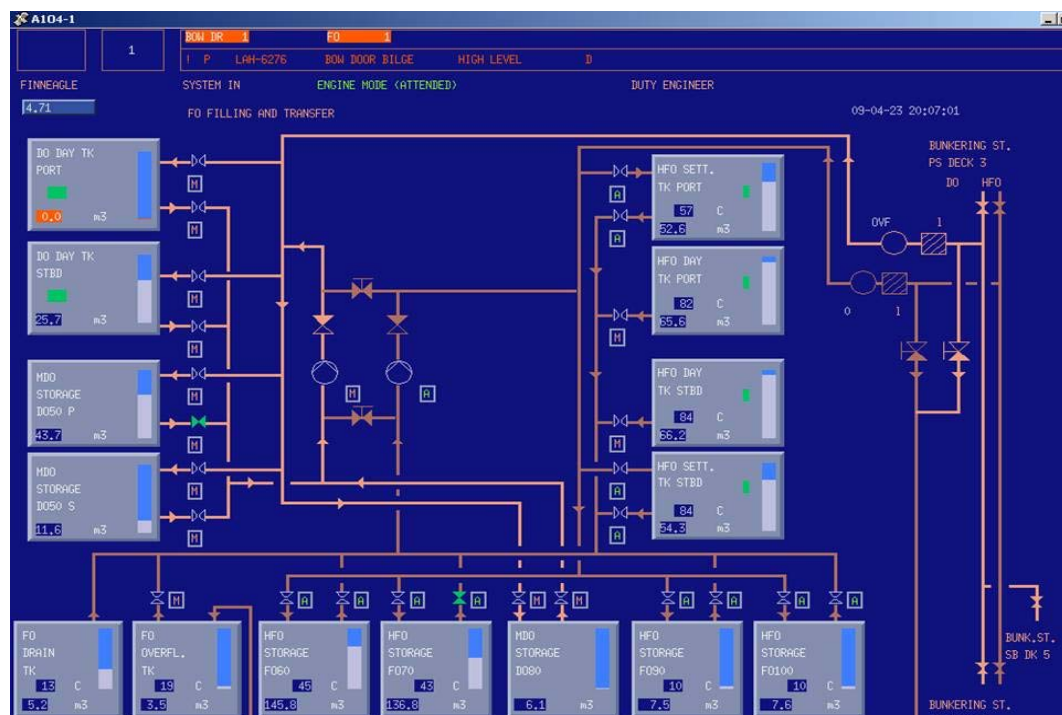 A104-1
1
BOW DR 1 FO 1
! P LAH-6276 BOW DOOR BILGE HIGH LEVEL D
FINNEAGLE SYSTEM IN ENGINE MODE (ATTENDED) DUTY ENGINEER
4.71
FO FILLING AND TRANSFER
09-04-23 20:07:01
BUNKERING ST.
PS DECK 3
DO HFO
DO DAY TK
PORT
0.0 m3
M
M
DO DAY TK
STBD
25.7 m3
M
M
MDO
STORAGE
DO50 P
43.7 m3
M
M
MDO
STORAGE
DO50 S
11.6 m3
M
M
M
A
HFO SETT.
TK PORT
57 C
52.6 m3
A
A
HFO DAY
TK PORT
82 C
65.6 m3
M
HFO DAY
TK STBD
84 C
66.2 m3
M
HFO SETT.
TK STBD
84 C
54.3 m3
A
A
OVF 1
0 1
M A A A A M M A A A A
FO
DRAIN
TK
13 C
5.2 m3
FO
OVERFL.
TK
19 C
3.5 m3
HFO
STORAGE
FO60
45 C
145.8 m3
HFO
STORAGE
FO70
43 C
136.8 m3
MDO
STORAGE
DO80
6.1 m3
HFO
STORAGE
FO90
10 C
7.5 m3
HFO
STORAGE
FO100
10 C
7.6 m3
BUNK.ST.
SB DK 5
BUNKERING ST.